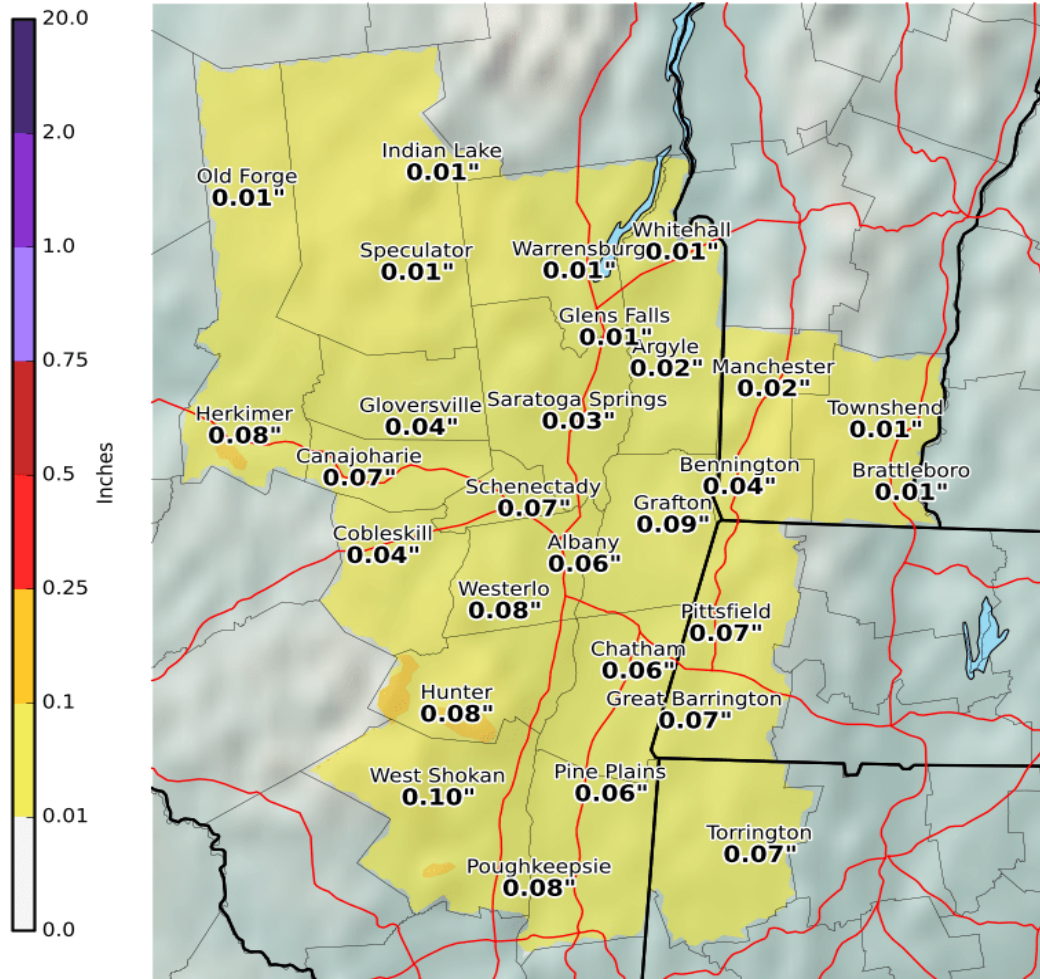 20.0
2.0
1.0
0.75
0.5
0.25
0.1
0.01
0.0
Inches
Indian Lake
0.01"
Old Forge
0.01"
Speculator
0.01"
Warrensburg
0.01"
Whitehall
0.01"
Glens Falls
0.01"
Argyle
0.02"
Manchester
0.02"
Herkimer
0.08"
Gloversville
0.04"
Saratoga Springs
0.03"
Townshend
0.01"
Canajoharie
0.07"
Schenectady
0.07"
Bennington
0.04"
Brattleboro
0.01"
Grafton
0.09"
Cobleskill
0.04"
Albany
0.06"
Westerlo
0.08"
Pittsfield
0.07"
Chatham
0.06"
Hunter
0.08"
Great Barrington
0.07"
West Shokan
0.10"
Pine Plains
0.06"
Torrington
0.07"
Poughkeepsie
0.08"